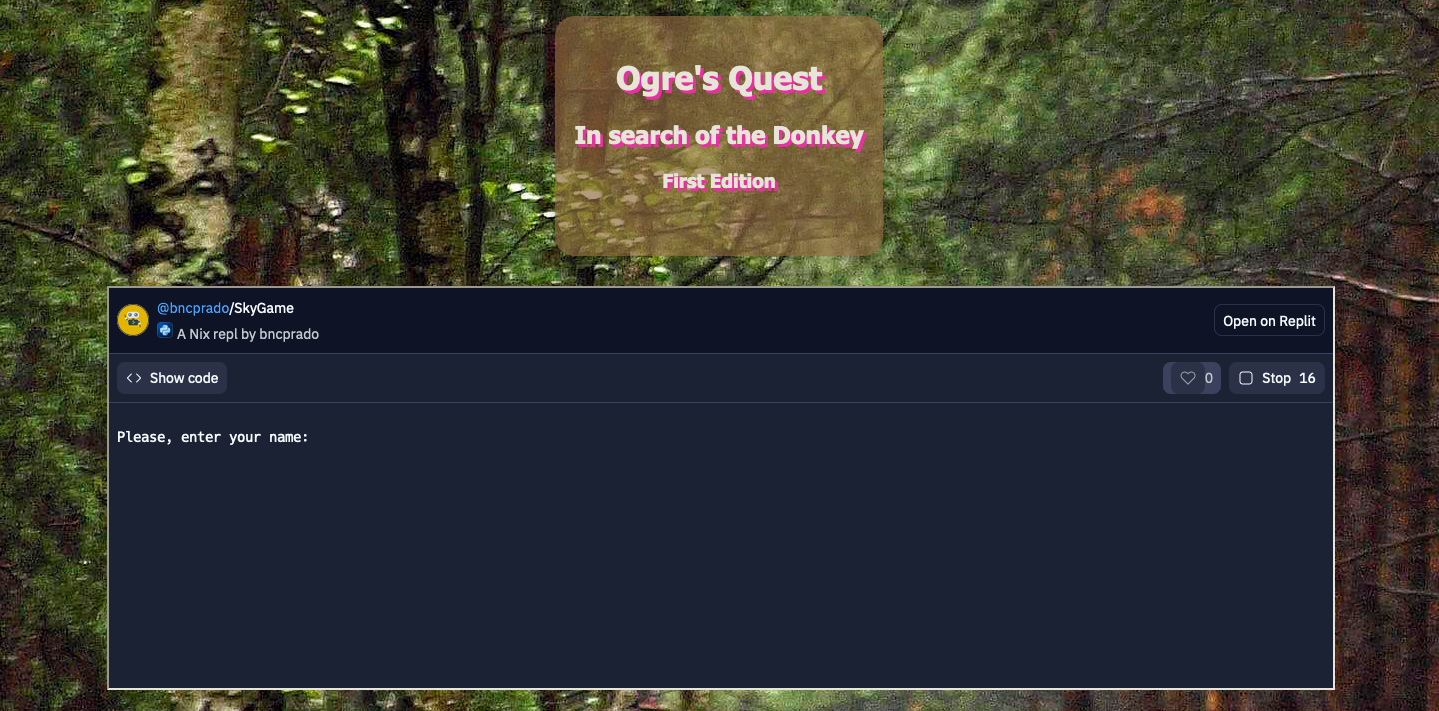 Ogre's Quest
In search of the Donkey
First Edition
@bncprado/SkyGame
A Nix repl by bncprado
Open on Replit
Show code
0
Stop 16
Please, enter your name: